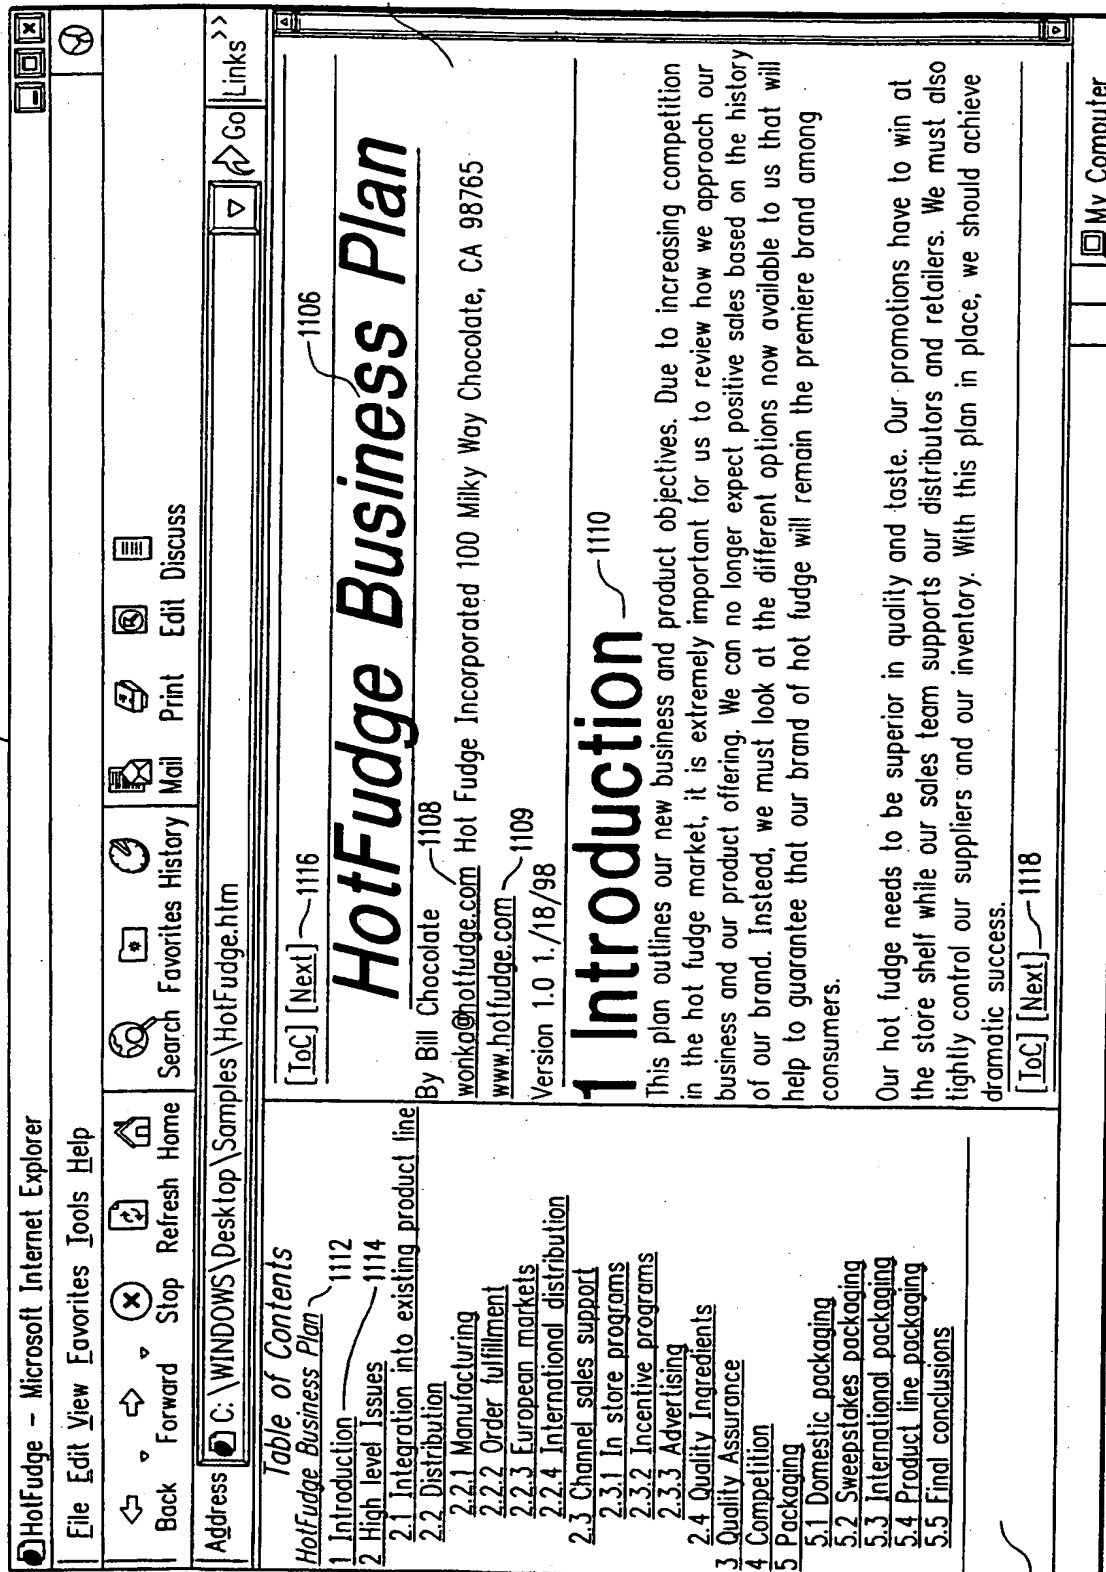 HotFudge - Microsoft Internet Explorer
File Edit View Favorites Tools Help
Back Forward Stop Refresh Home Search Favorites History Mail Print Edit Discuss
Address C: \WINDOWS\Desktop\Samples\HotFudge.htm Go Links >>
Table of Contents
HotFudge Business Plan 1112
1 Introduction 1114
2 High level Issues
2.1 Integration into existing product line
2.2 Distribution
2.2.1 Manufacturing
2.2.2 Order fulfillment
2.2.3 European markets
2.2.4 International distribution
2.3 Channel sales support
2.3.1 In store programs
2.3.2 Incentive programs
2.3.3 Advertising
2.4 Quality Ingredients
3 Quality Assurance
4 Competition
5 Packaging
5.1 Domestic packaging
5.2 Sweepstakes packaging
5.3 International packaging
5.4 Product line packaging
5.5 Final conclusions
[ToC] [Next] 1116
HotFudge Business Plan 1106
By Bill Chocolate 1108
wonka@hotfudge.com Hot Fudge Incorporated 100 Milky Way Chocolate, CA 98765
www.hotfudge.com 1109
Version 1.0 1./18/98
1 Introduction 1110
This plan outlines our new business and product objectives. Due to increasing competition
in the hot fudge market, it is extremely important for us to review how we approach our
business and our product offering. We can no longer expect positive sales based on the history
of our brand. Instead, we must look at the different options now available to us that will
help to guarantee that our brand of hot fudge will remain the premiere brand among
consumers.
Our hot fudge needs to be superior in quality and taste. Our promotions have to win at
the store shelf while our sales team supports our distributors and retailers. We must also
tightly control our suppliers and our inventory. With this plan in place, we should achieve
dramatic success.
[ToC] [Next] 1118
My Computer